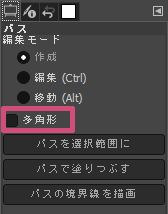 パス
編集モード
作成
編集 (Ctrl)
移動 (Alt)
多角形
パスを選択範囲に
パスで塗りつぶす
パスの境界線を描画